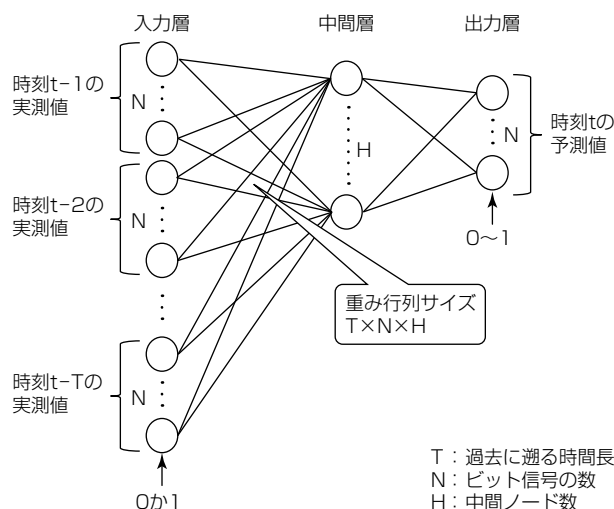 入力層
中間層
出力層
時刻t−1の
実測値
N
時刻t−2の
実測値
N
時刻t−Tの
実測値
N
0か1
H
重み行列サイズ
T×N×H
N
時刻tの
予測値
0〜1
T：過去に遡る時間長
N：ビット信号の数
H：中間ノード数